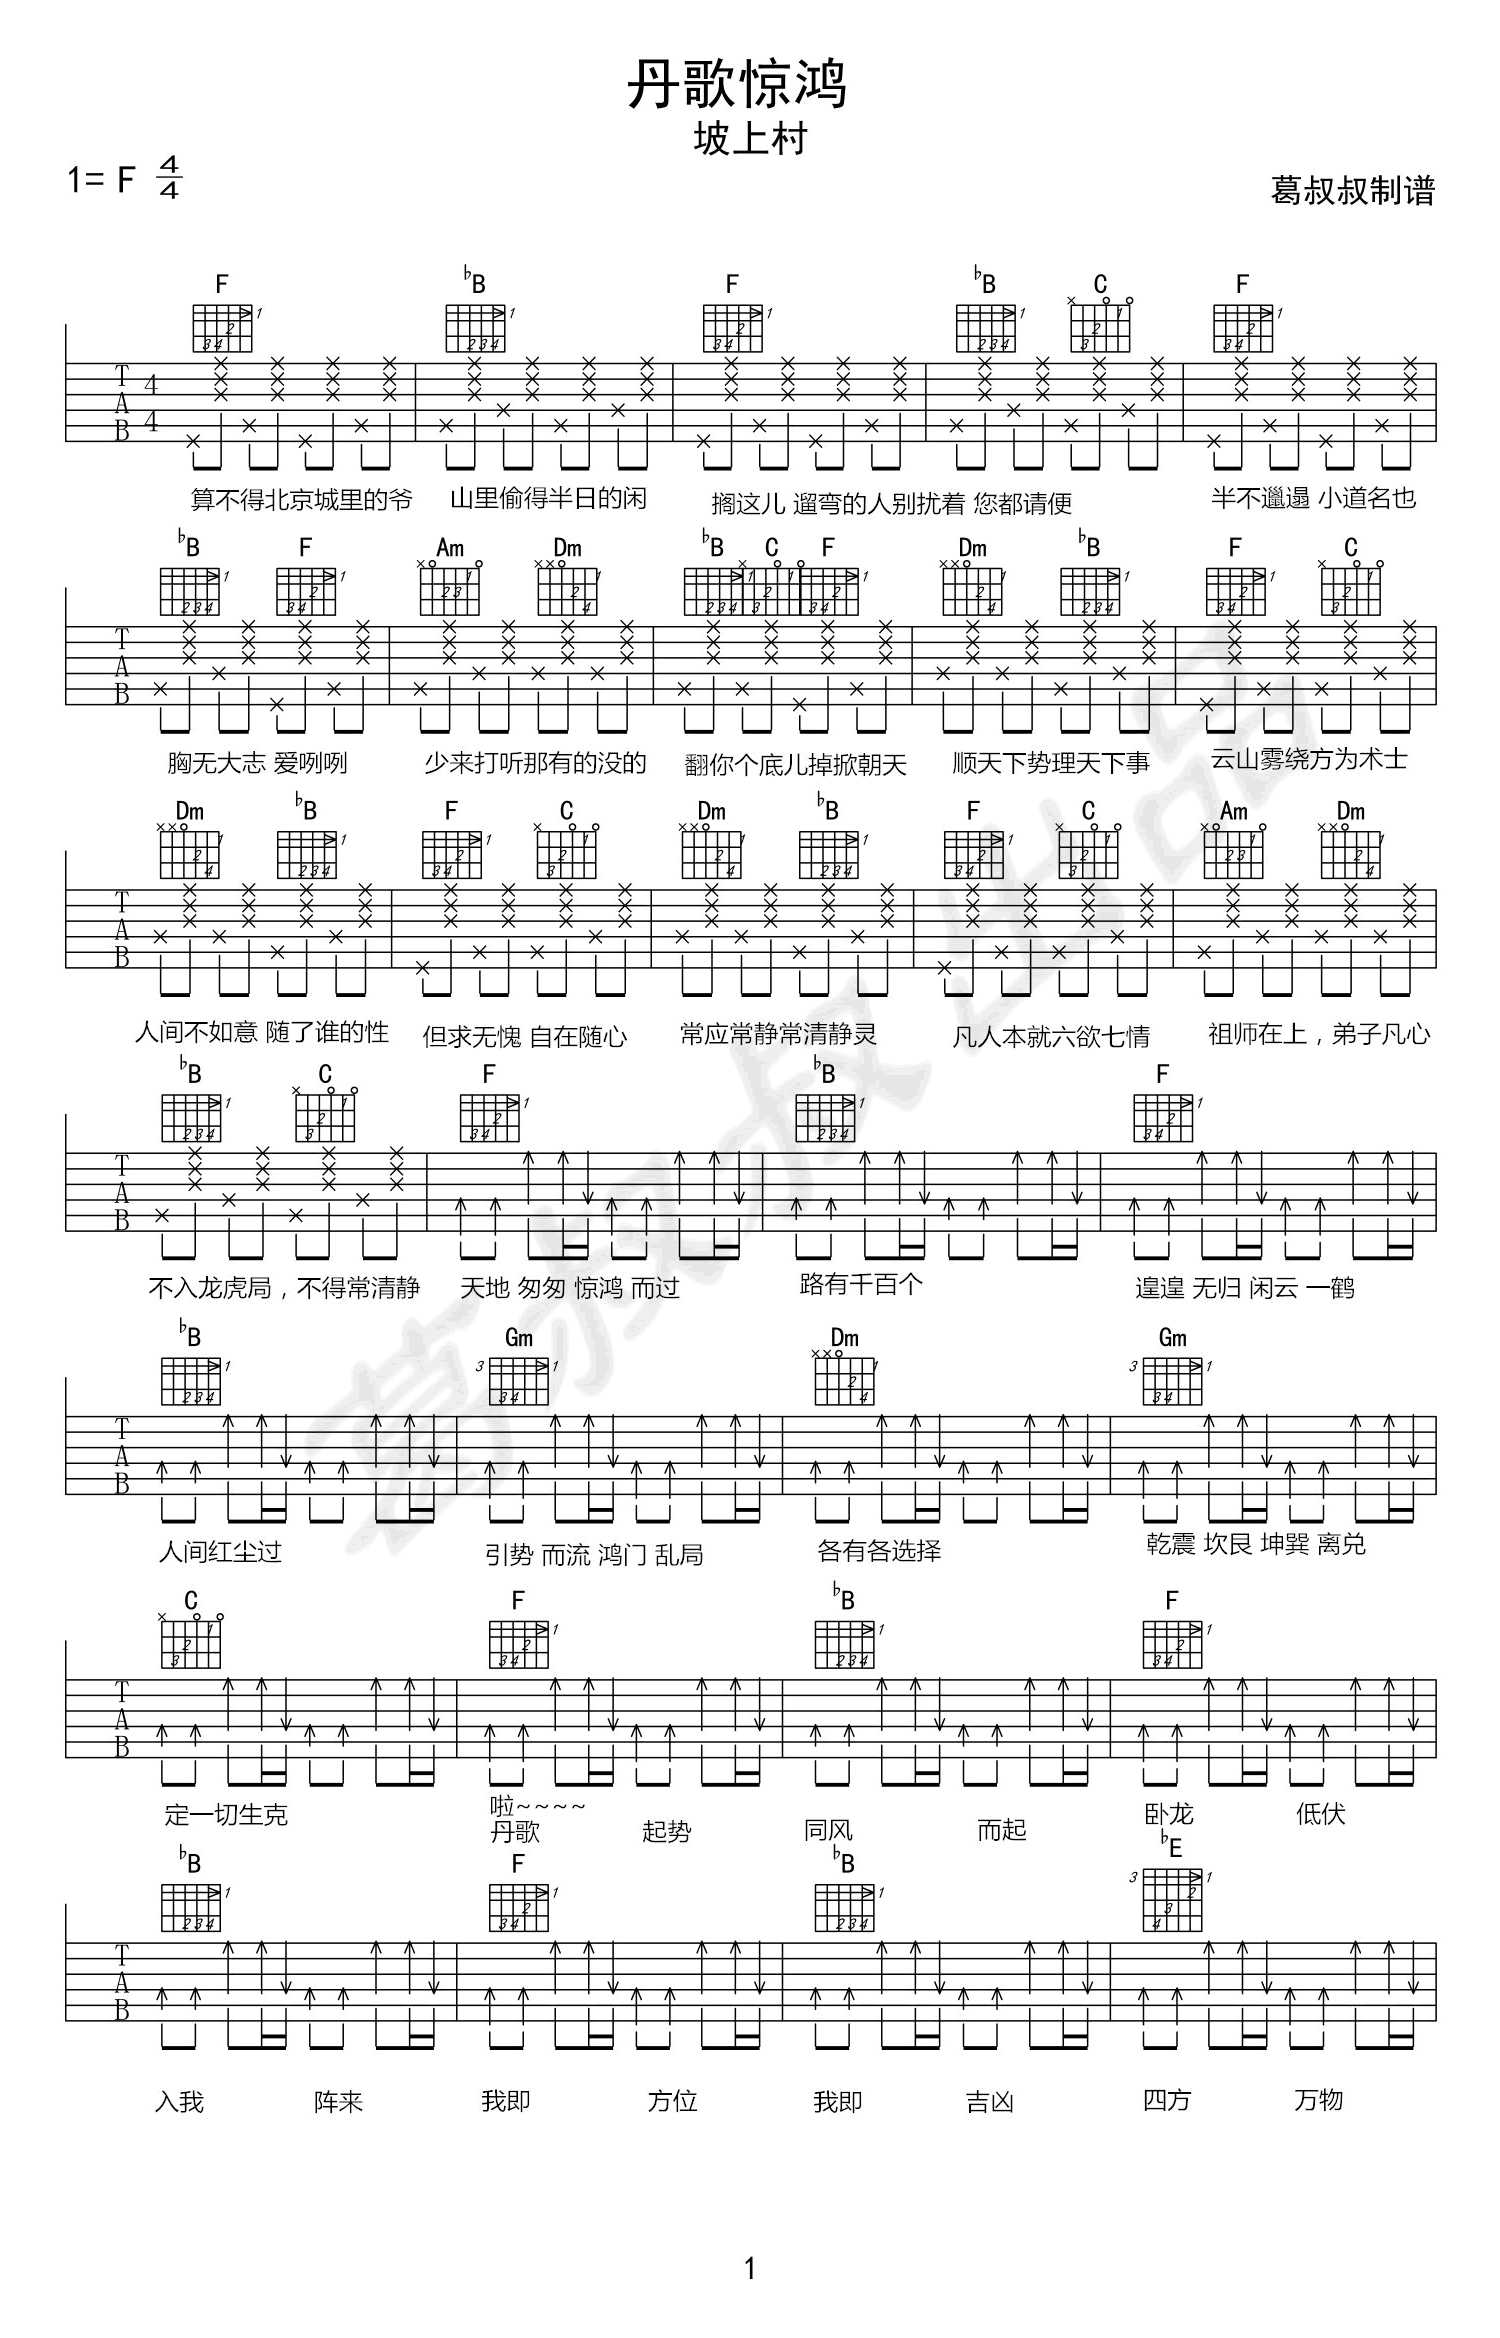 丹歌惊鸿
坡上村
1= F 4/4
葛叔叔制谱
F ♭B F ♭B C F
算不得北京城里的爷 山里偷得半日的闲 搁这儿 遛弯的人别扰着 您都请便 半不邋遢 小道名也
♭B F Am Dm ♭B C F Dm ♭B F C
胸无大志 爱咧咧 少来打听那有的没的 翻你个底儿掉掀朝天 顺天下势理天下事 云山雾绕方为术士
Dm ♭B F C Dm ♭B F C Am Dm
人间不如意 随了谁的性 但求无愧 自在随心 常应常静常清静灵 凡人本就六欲七情 祖师在上，弟子凡心
♭B C F ♭B F
不入龙虎局，不得常清静 天地 匆匆 惊鸿 而过 路有千百个 遑遑 无归 闲云 一鹤
♭B Gm Dm Gm
人间红尘过 引势 而流 鸿门 乱局 各有各选择 乾震 坎艮 坤巽 离兑
C F ♭B F
定一切生克 啦~~~~
丹歌 起势 同风 而起 卧龙 低伏
♭B F ♭B ♭E
入我 阵来 我即 方位 我即 吉凶 四方 万物
1
葛叔叔出品